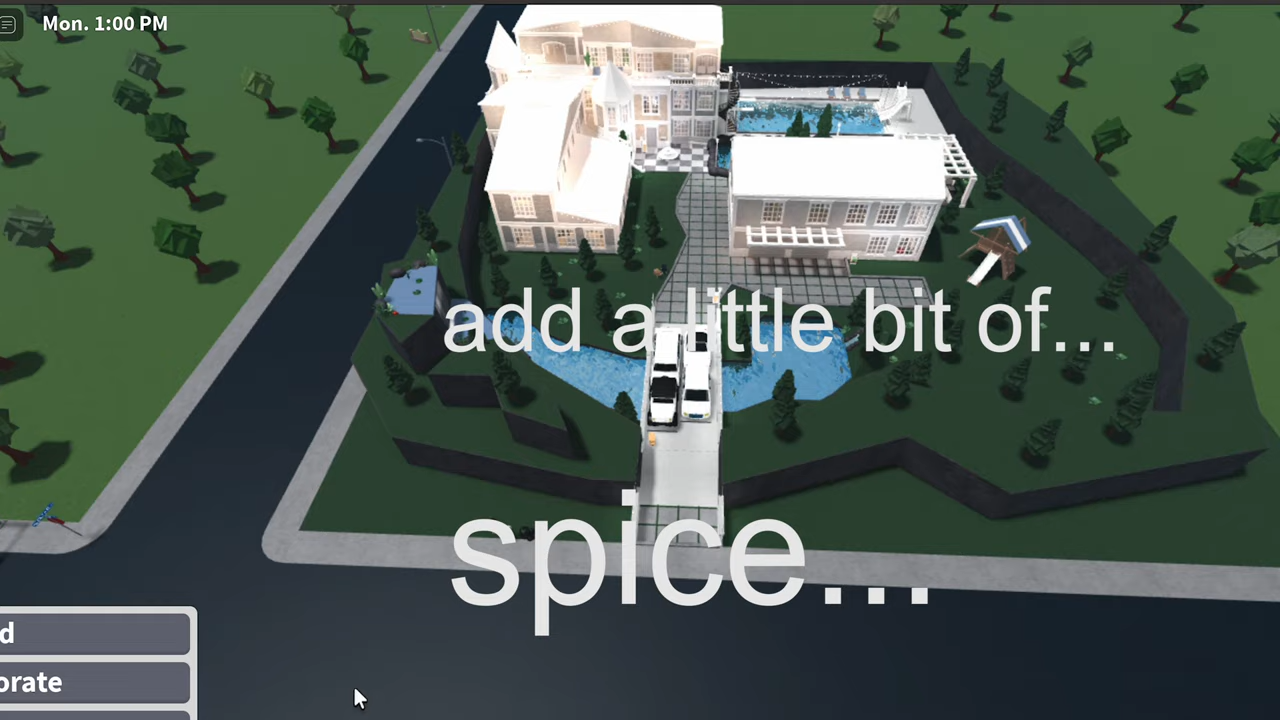 Mon. 1:00 PM
add a little bit of...
spice...
d
orate